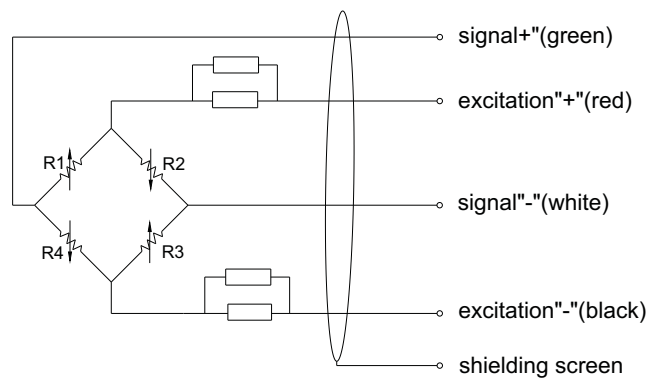 signal+"(green)
excitation"+"(red)
R1
R2
signal"-"(white)
R4
R3
excitation"-"(black)
shielding screen